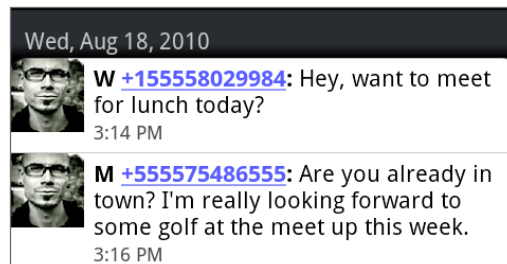 Wed, Aug 18, 2010
W +155558029984: Hey, want to meet
for lunch today?
3:14 PM
M +555575486555: Are you already in
town? I'm really looking forward to
some golf at the meet up this week.
3:16 PM